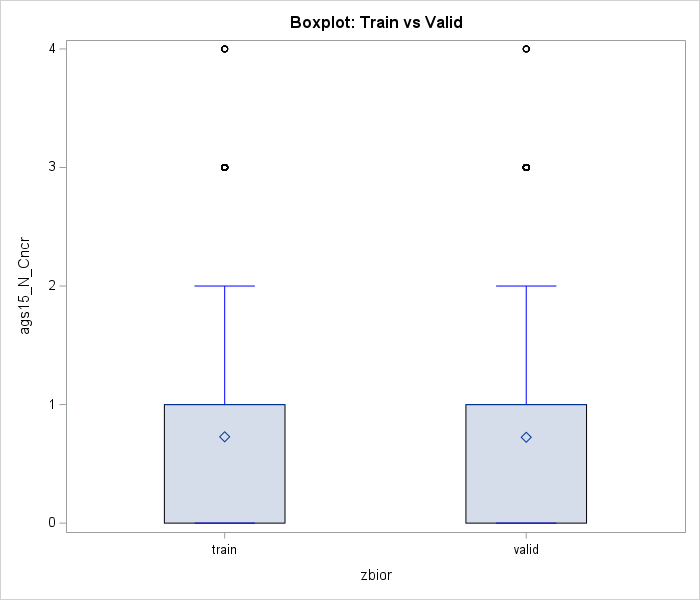 Boxplot: Train vs Valid
4
3
2
1
0
ags15_N_Cncr
train
valid
zbior